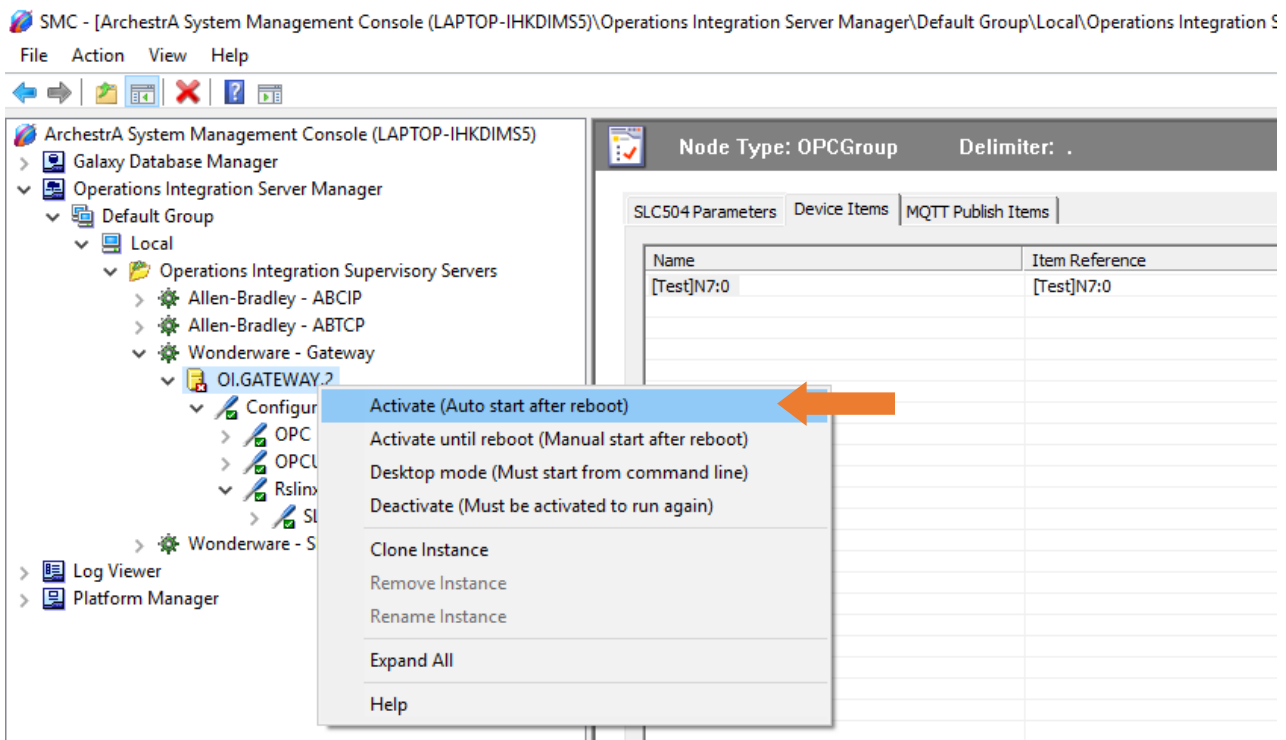 SMC - [ArchestrA System Management Console (LAPTOP-IHKDIMS5)\Operations Integration Server Manager\Default Group\Local\Operations Integration S
File Action View Help
ArchestrA System Management Console (LAPTOP-IHKDIMS5)
Galaxy Database Manager
Operations Integration Server Manager
Default Group
Local
Operations Integration Supervisory Servers
Allen-Bradley - ABCIP
Allen-Bradley - ABTCP
Wonderware - Gateway
OI.GATEWAY.2
Configur
OPC
OPCU
Rslinx
SL
Wonderware - S
Log Viewer
Platform Manager
Activate (Auto start after reboot)
Activate until reboot (Manual start after reboot)
Desktop mode (Must start from command line)
Deactivate (Must be activated to run again)
Clone Instance
Remove Instance
Rename Instance
Expand All
Help
Node Type: OPCGroup Delimiter: .
SLC504 Parameters Device Items MQTT Publish Items
Name Item Reference
[Test]N7:0 [Test]N7:0